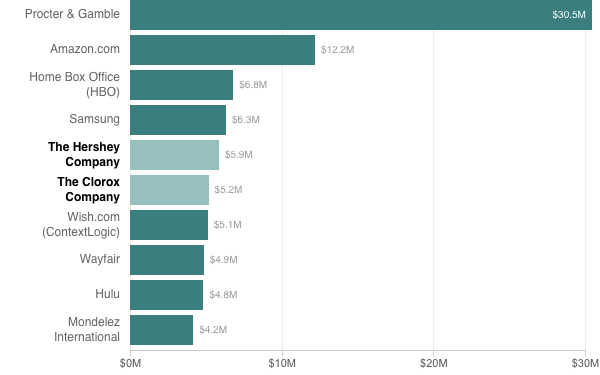 Procter & Gamble
$30.5M
Amazon.com
$12.2M
Home Box Office
(HBO)
$6.8M
Samsung
$6.3M
The Hershey
Company
$5.9M
The Clorox
Company
$5.2M
Wish.com
(ContextLogic)
$5.1M
Wayfair
$4.9M
Hulu
$4.8M
Mondelez
International
$4.2M
$0M
$10M
$20M
$30M